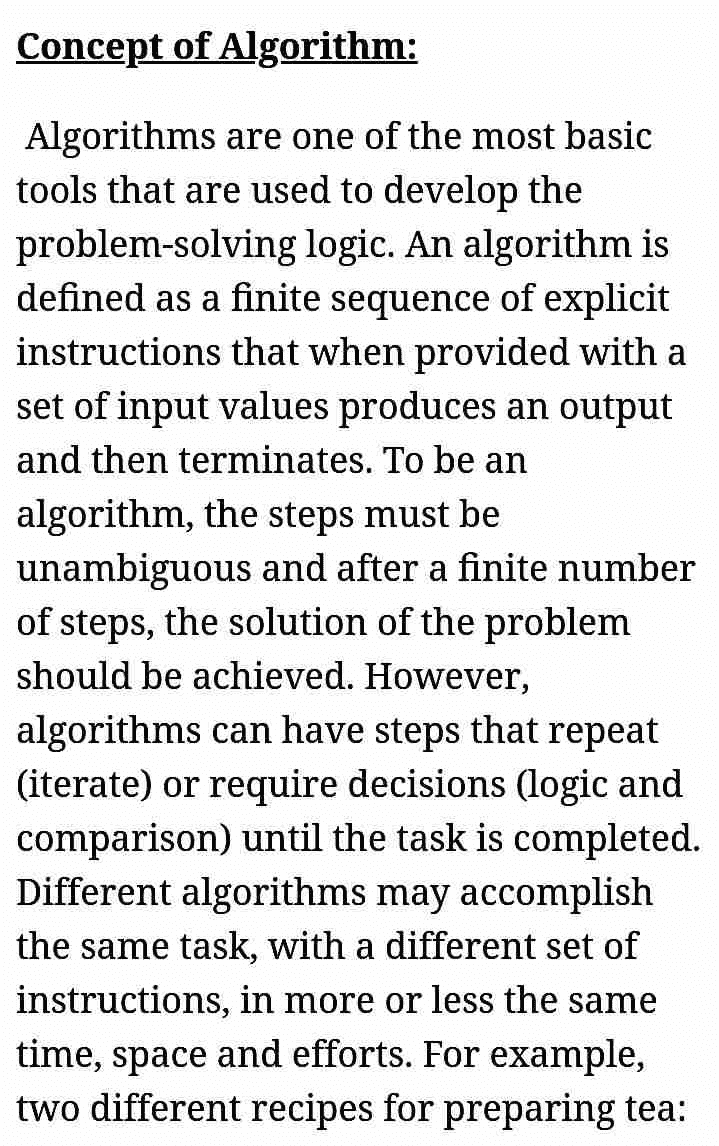 Concept of Algorithm:
Algorithms are one of the most basic
tools that are used to develop the
problem-solving logic. An algorithm is
defined as a finite sequence of explicit
instructions that when provided with a
set of input values produces an output
and then terminates. To be an
algorithm, the steps must be
unambiguous and after a finite number
of steps, the solution of the problem
should be achieved. However,
algorithms can have steps that repeat
(iterate) or require decisions (logic and
comparison) until the task is completed.
Different algorithms may accomplish
the same task, with a different set of
instructions, in more or less the same
time, space and efforts. For example,
two different recipes for preparing tea: